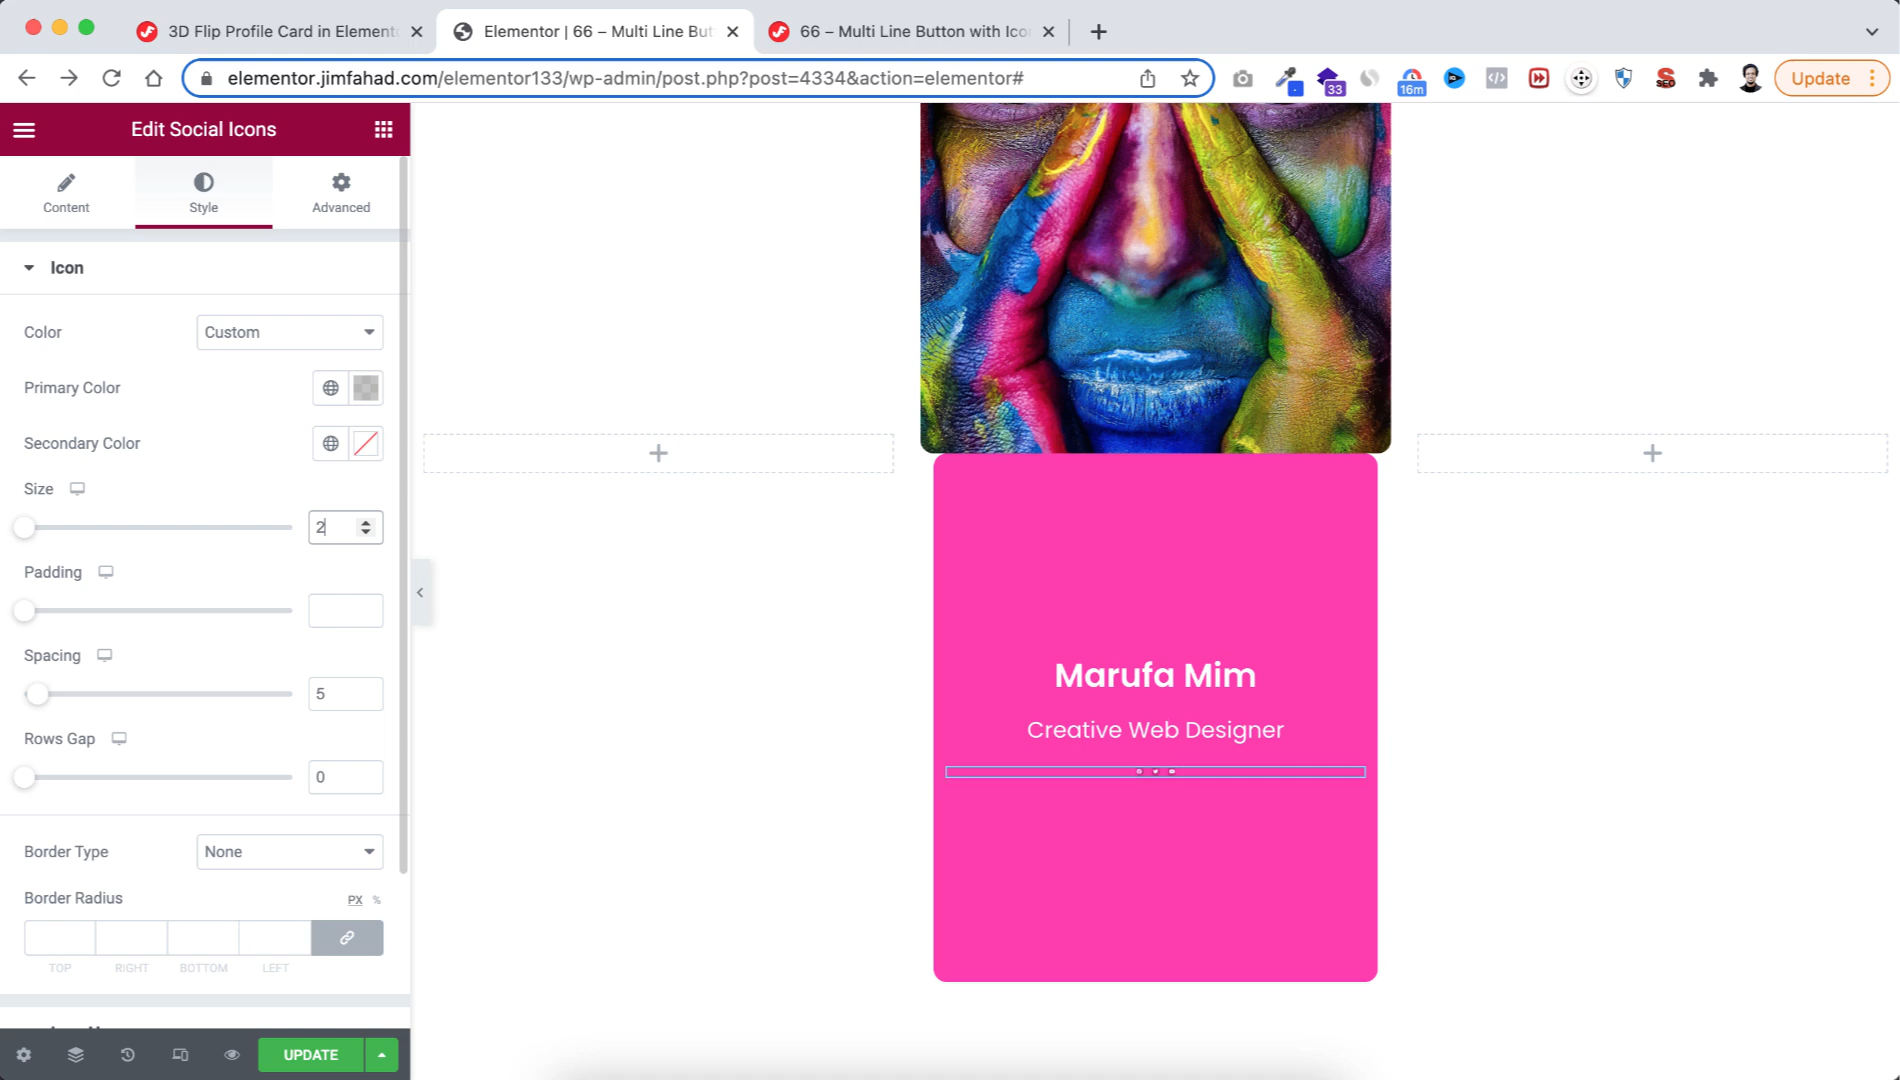 3D Flip Profile Card in Element
Elementor | 66 – Multi Line But
66 – Multi Line Button with Ico
elementor.jimfahad.com/elementor133/wp-admin/post.php?post=4334&action=elementor#
33
16m
SEO
Update
Edit Social Icons
Content
Style
Advanced
Icon
Color
Custom
Primary Color
Secondary Color
Size
2
Padding
Spacing
5
Rows Gap
0
Border Type
None
Border Radius
PX %
TOP RIGHT BOTTOM LEFT
UPDATE
Marufa Mim
Creative Web Designer